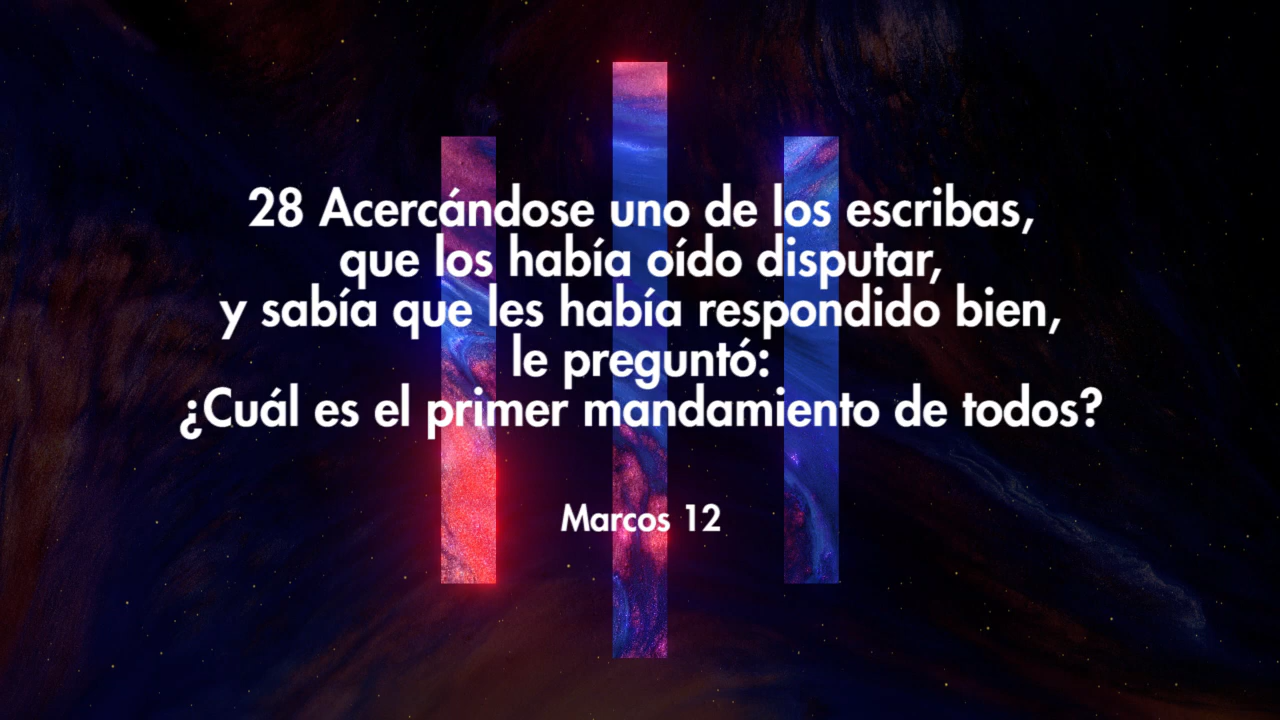 28 Acercándose uno de los escribas,
que los había oído disputar,
y sabía que les había respondido bien,
le preguntó:
¿Cuál es el primer mandamiento de todos?
Marcos 12